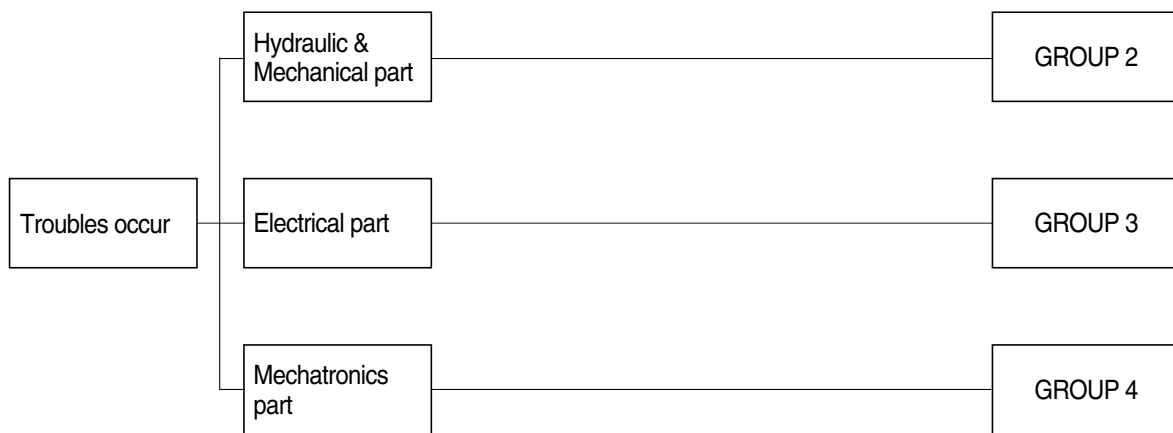 Hydraulic &
Mechanical part
GROUP 2
Troubles occur
Electrical part
GROUP 3
Mechatronics
part
GROUP 4